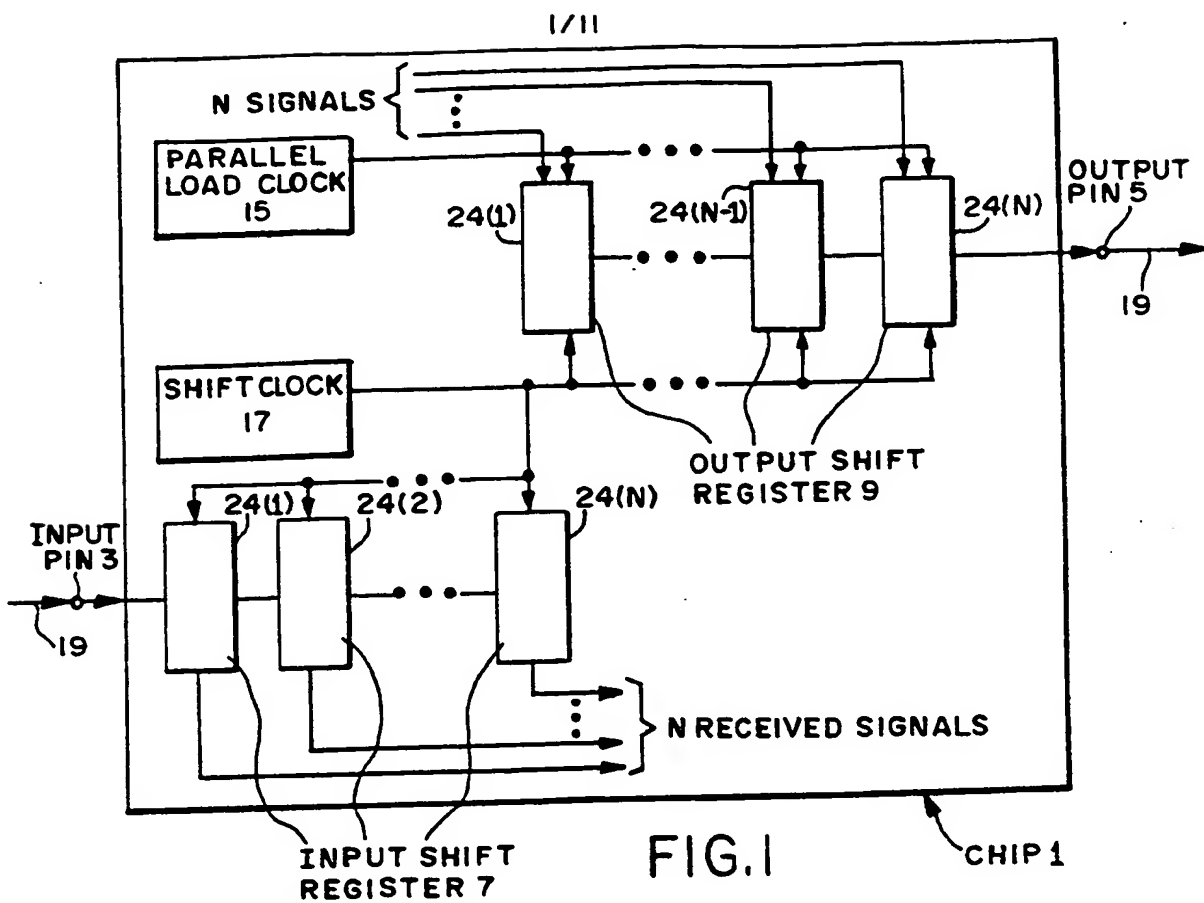 1/11
N SIGNALS
PARALLEL
LOAD CLOCK
15
24(1)
24(N-1)
24(N)
OUTPUT
PIN 5
19
SHIFT CLOCK
17
OUTPUT SHIFT
REGISTER 9
24(1)
24(2)
24(N)
INPUT
PIN 3
19
N RECEIVED SIGNALS
INPUT SHIFT
REGISTER 7
FIG.1
CHIP 1